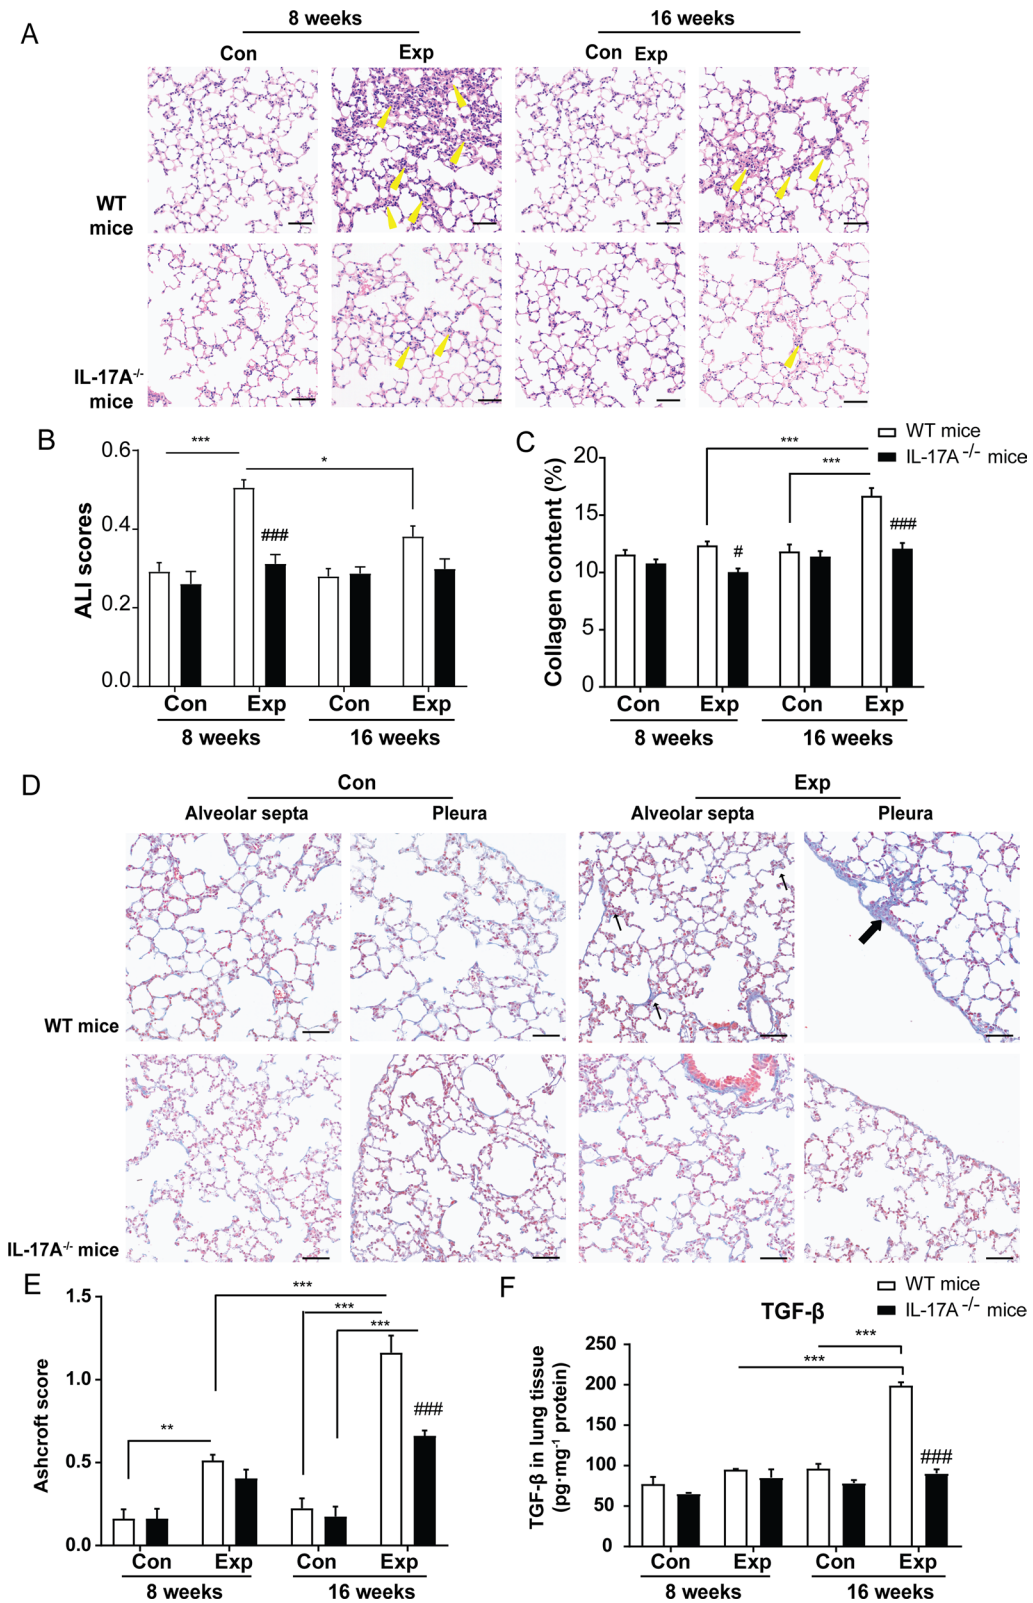 A
8 weeks
16 weeks
Con
Exp
Con
Exp
WT
mice
IL-17A-/-
mice
B
ALI scores
0.6
0.4
0.2
0.0
***
*
###
Con
Exp
Con
Exp
8 weeks
16 weeks
C
WT mice
IL-17A-/- mice
Collagen content (%)
20
15
10
5
0
***
***
#
###
Con
Exp
Con
Exp
8 weeks
16 weeks
D
Con
Exp
Alveolar septa
Pleura
Alveolar septa
Pleura
WT mice
IL-17A-/- mice
E
Ashcroft score
1.5
1.0
0.5
0.0
***
***
***
**
###
Con
Exp
Con
Exp
8 weeks
16 weeks
F
WT mice
IL-17A-/- mice
TGF-β
TGF-β in lung tissue
(pg·mg-1 protein)
250
200
150
100
50
0
***
***
###
Con
Exp
Con
Exp
8 weeks
16 weeks